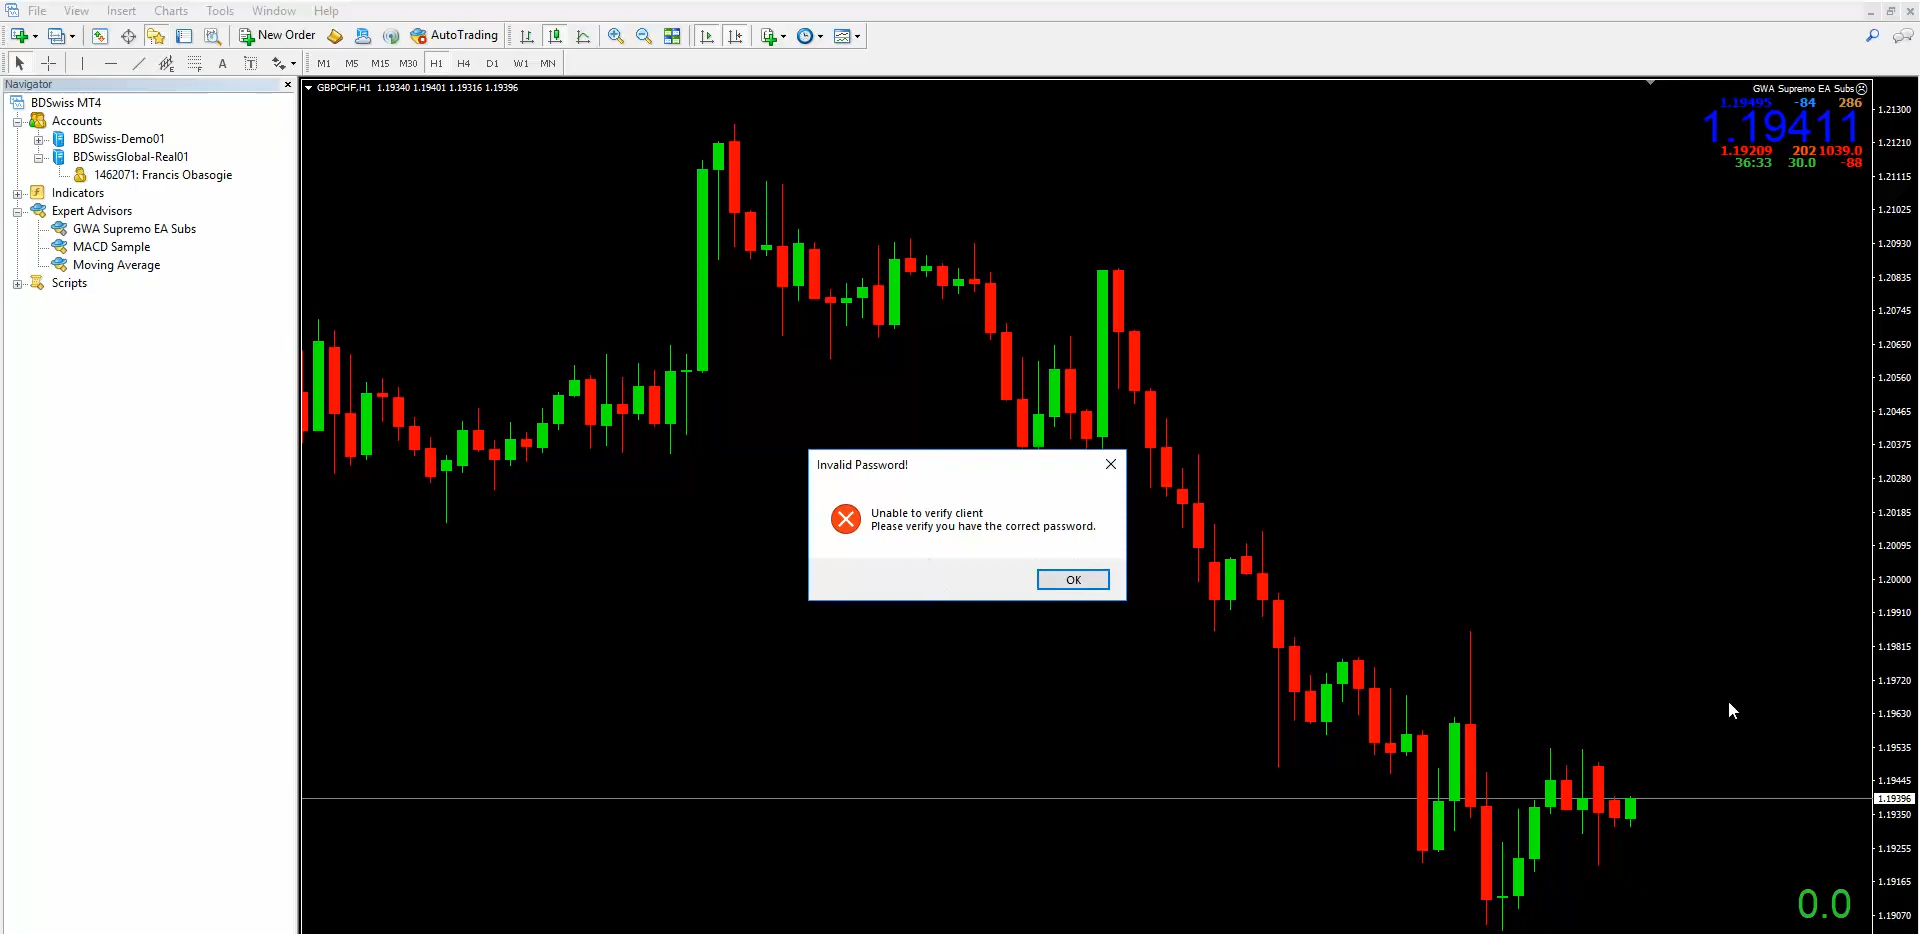 File View Insert Charts Tools Window Help
New Order AutoTrading
A T M1 M5 M15 M30 H1 H4 D1 W1 MN
Navigator
BDSwiss MT4
Accounts
BDSwiss-Demo01
BDSwissGlobal-Real01
1462071: Francis Obasogie
Indicators
Expert Advisors
GWA Supremo EA Subs
MACD Sample
Moving Average
Scripts
GBPCHF,H1 1.19340 1.19401 1.19316 1.19396
GWA Supremo EA Subs
1.19495 -84 286
1.19411
1.19209 202 1039.0
36:33 30.0 -88
Invalid Password!
Unable to verify client
Please verify you have the correct password.
OK
1.21300
1.21210
1.21115
1.21025
1.20930
1.20835
1.20745
1.20650
1.20560
1.20465
1.20375
1.20280
1.20185
1.20095
1.20000
1.19910
1.19815
1.19720
1.19630
1.19535
1.19445
1.19396
1.19350
1.19255
1.19165
1.19070
0.0